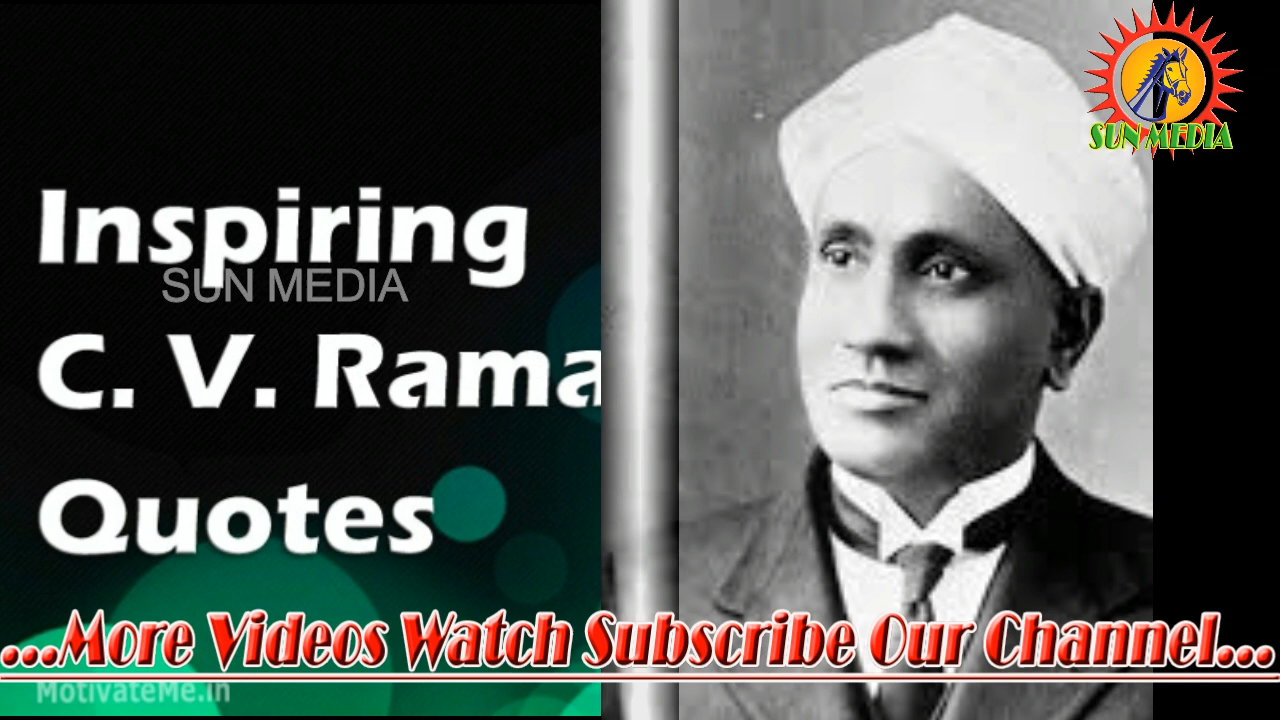 SUN MEDIA
Inspiring
SUN MEDIA
C. V. Rama
Quotes
...More Videos Watch Subscribe Our Channel...
MotivateMe.in